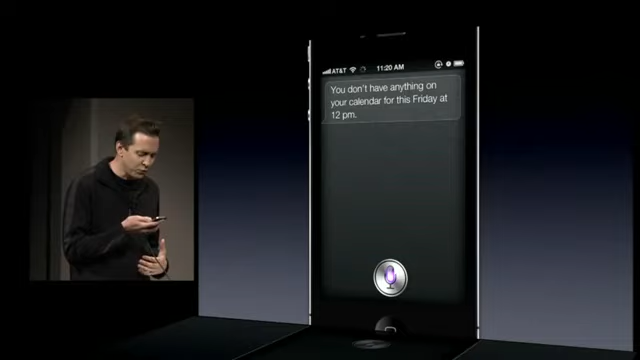 AT&T
11:20 AM
You don't have anything on
your calendar for this Friday at
12 pm.